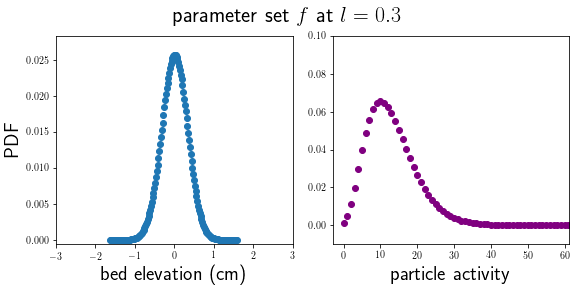 parameter set f at l = 0.3
PDF
0.025
0.020
0.015
0.010
0.005
0.000
−3 −2 −1 0 1 2 3
bed elevation (cm)
0.10
0.08
0.06
0.04
0.02
0.00
0 10 20 30 40 50 60
particle activity